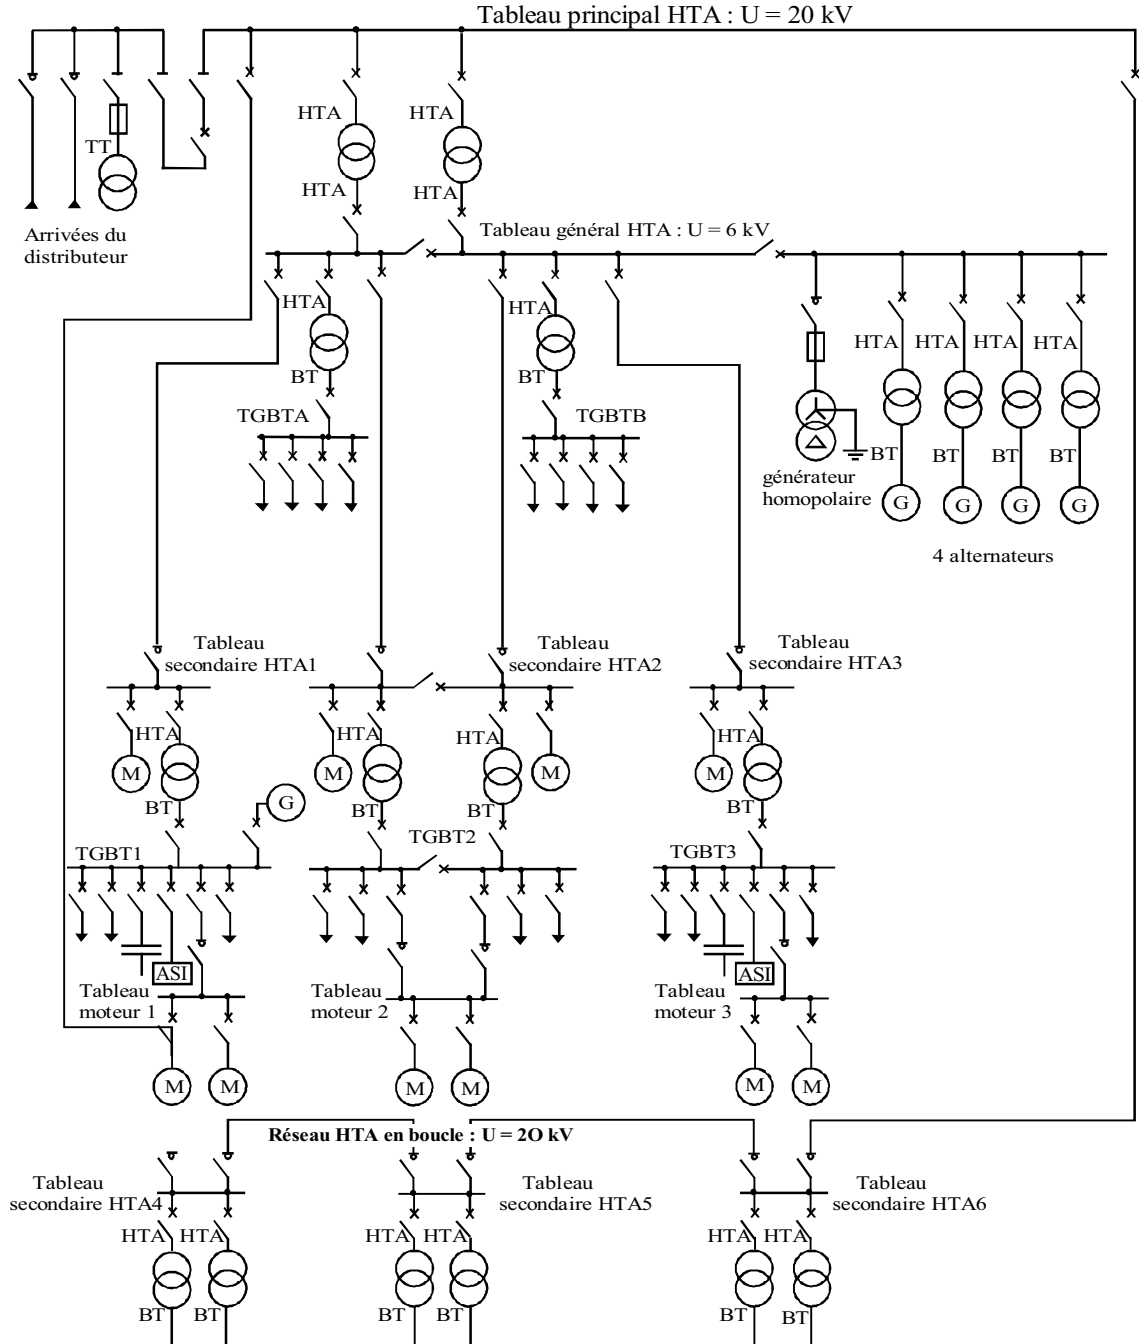 Tableau principal HTA : U = 20 kV
HTA
HTA
TT
HTA
HTA
Arrivées du
distributeur
Tableau général HTA : U = 6 kV
HTA
HTA
HTA
HTA
HTA
HTA
BT
BT
TGBTA
TGBTB
BT
BT
BT
BT
générateur
homopolaire
G
G
G
G
4 alternateurs
Tableau
secondaire HTA1
Tableau
secondaire HTA2
Tableau
secondaire HTA3
HTA
HTA
HTA
HTA
M
M
M
M
BT
BT
BT
BT
G
TGBT1
TGBT2
TGBT3
ASI
ASI
Tableau
moteur 1
Tableau
moteur 2
Tableau
moteur 3
M
M
M
M
M
M
Réseau HTA en boucle : U = 2O kV
Tableau
secondaire HTA4
Tableau
secondaire HTA5
Tableau
secondaire HTA6
HTA
HTA
HTA
HTA
HTA
HTA
BT
BT
BT
BT
BT
BT